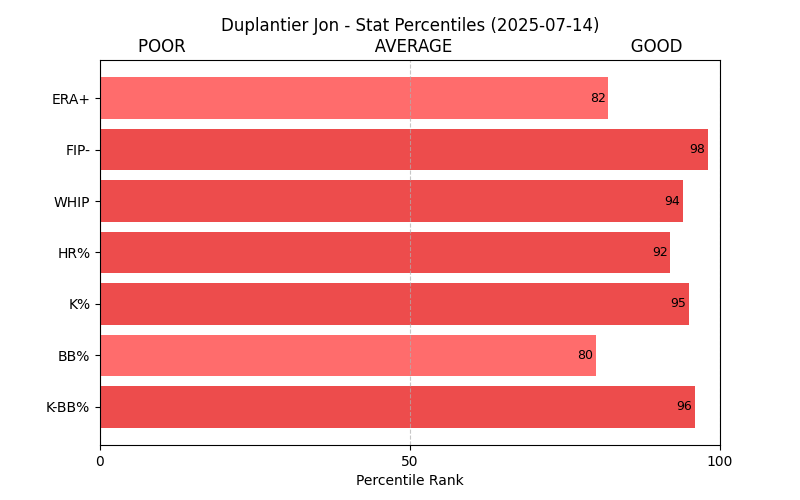 Duplantier Jon - Stat Percentiles (2025-07-14)
POOR AVERAGE GOOD
ERA+ 82
FIP- 98
WHIP 94
HR% 92
K% 95
BB% 80
K-BB% 96
0 50 100
Percentile Rank